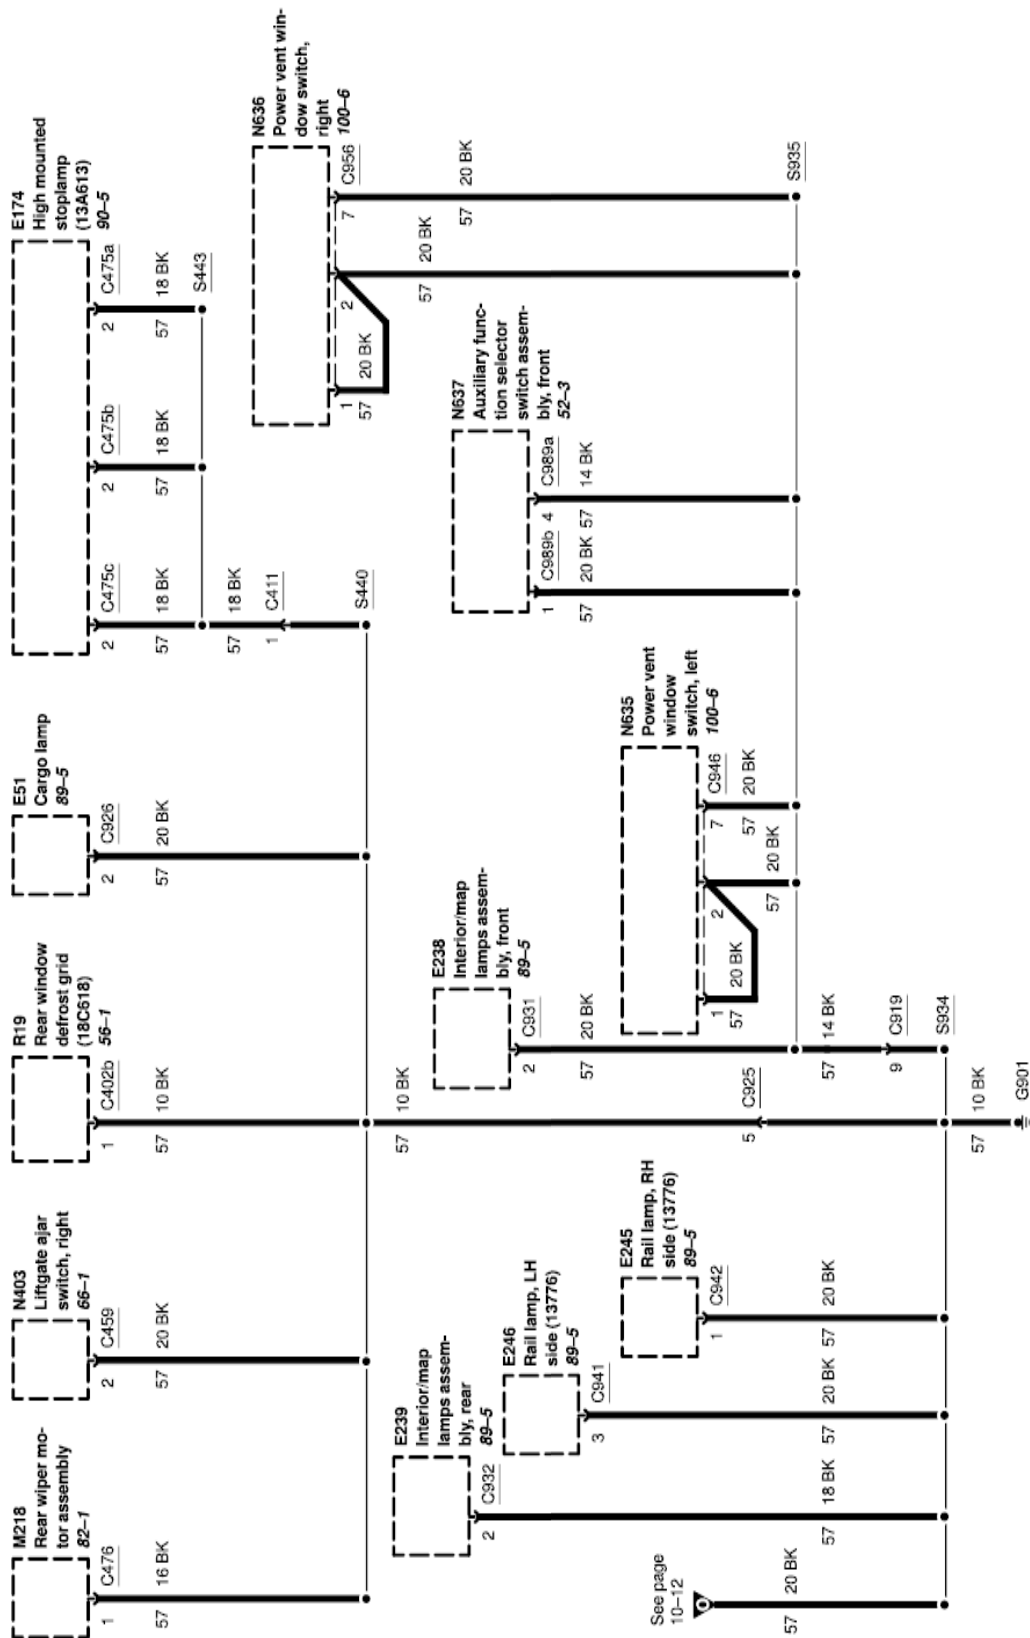 M218
Rear wiper mo-
tor assembly
82–1
C476
1
57
16 BK
N403
Liftgate ajar
switch, right
66–1
C459
2
57
20 BK
R19
Rear window
defrost grid
(18C618)
56–1
C402b
1
57
10 BK
E51
Cargo lamp
89–5
C926
2
57
20 BK
E174
High mounted
stoplamp
(13A613)
90–5
C475c
2
57
18 BK
C475b
2
57
18 BK
C475a
2
57
18 BK
S443
57
18 BK
C411
1
S440
57
10 BK
E239
Interior/map
lamps assem-
bly, rear
89–5
C932
2
57
18 BK
E246
Rail lamp, LH
side (13776)
89–5
C941
3
57
20 BK
E245
Rail lamp, RH
side (13776)
89–5
C942
1
57
20 BK
See page
10–12
O
57
20 BK
C925
5
E238
Interior/map
lamps assem-
bly, front
89–5
C931
2
57
20 BK
N635
Power vent
window
switch, left
100–6
1
57
20 BK
2
57
20 BK
C946
7
57
20 BK
N637
Auxiliary func-
tion selector
switch assem-
bly, front
52–3
C989b
1
57
20 BK
C989a
4
57
14 BK
N636
Power vent win-
dow switch,
right
100–6
1
57
20 BK
2
57
20 BK
C956
7
57
20 BK
S935
57
14 BK
C919
9
S934
57
10 BK
G901